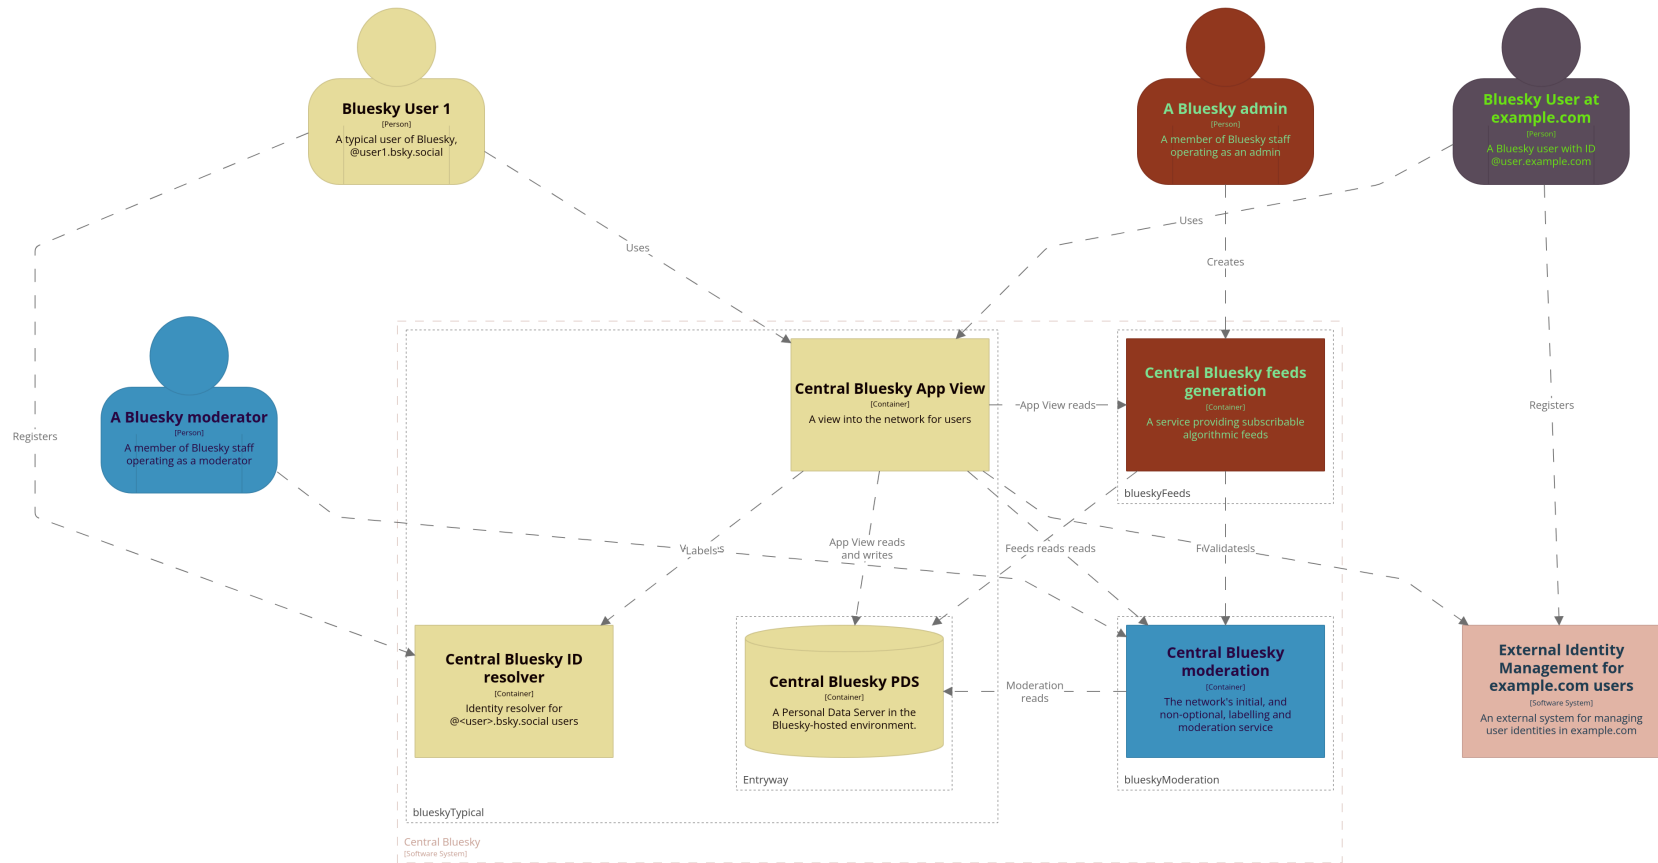 Bluesky User 1
[Person]
A typical user of Bluesky,
@user1.bsky.social
A Bluesky admin
[Person]
A member of Bluesky staff
operating as an admin
Bluesky User at
example.com
[Person]
A Bluesky user with ID
@user.example.com
Uses
Uses
Creates
A Bluesky moderator
[Person]
A member of Bluesky staff
operating as a moderator
Registers
Central Bluesky App View
[Container]
A view into the network for users
App View reads
Central Bluesky feeds
generation
[Container]
A service providing subscribable
algorithmic feeds
blueskyFeeds
Registers
Labels
App View reads
and writes
Feeds reads reads
Validates
Central Bluesky ID
resolver
[Container]
Identity resolver for
@<user>.bsky.social users
Central Bluesky PDS
[Container]
A Personal Data Server in the
Bluesky-hosted environment.
Entryway
Moderation
reads
Central Bluesky
moderation
[Container]
The network's initial, and
non-optional, labelling and
moderation service
blueskyModeration
External Identity
Management for
example.com users
[Software System]
An external system for managing
user identities in example.com
blueskyTypical
Central Bluesky
[Software System]